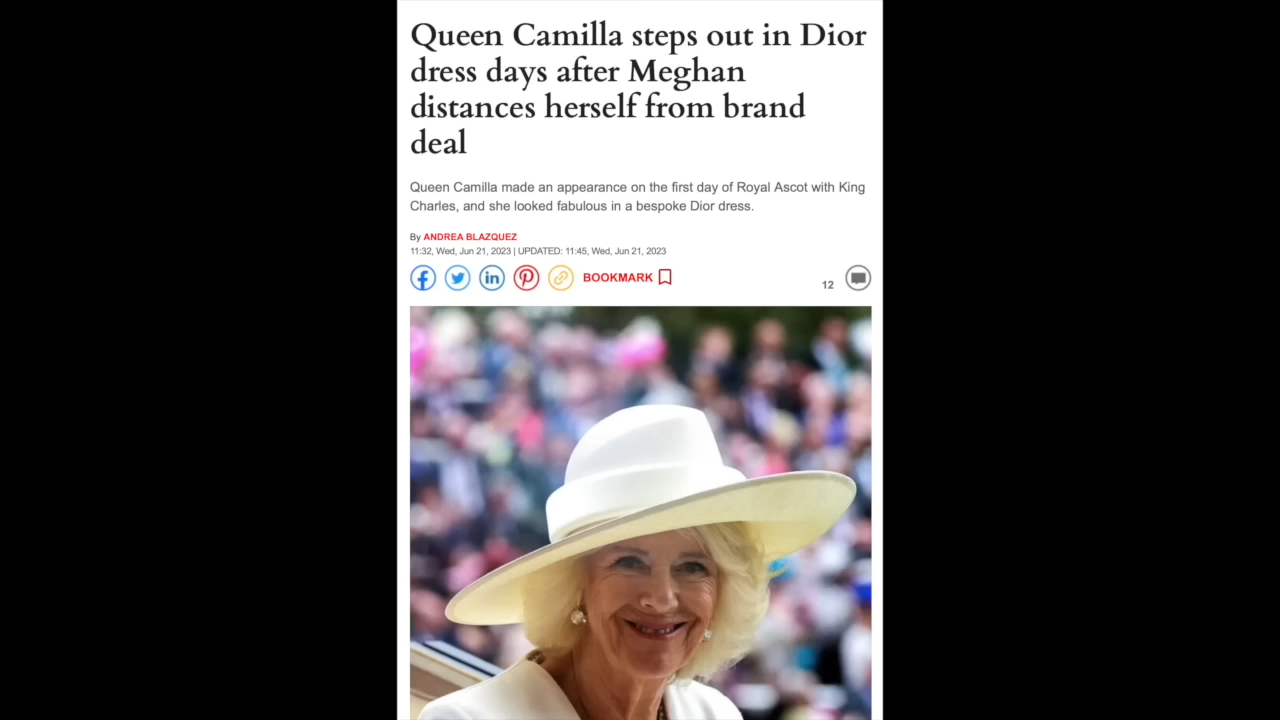 Queen Camilla steps out in Dior
dress days after Meghan
distances herself from brand
deal
Queen Camilla made an appearance on the first day of Royal Ascot with King
Charles, and she looked fabulous in a bespoke Dior dress.
By ANDREA BLAZQUEZ
11:32, Wed, Jun 21, 2023 | UPDATED: 11:45, Wed, Jun 21, 2023
in
BOOKMARK
12